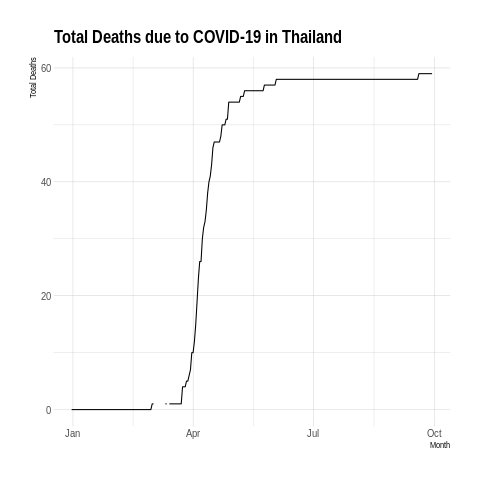 Total Deaths due to COVID-19 in Thailand
Total Deaths
60
40
20
0
Jan
Apr
Jul
Oct
Month